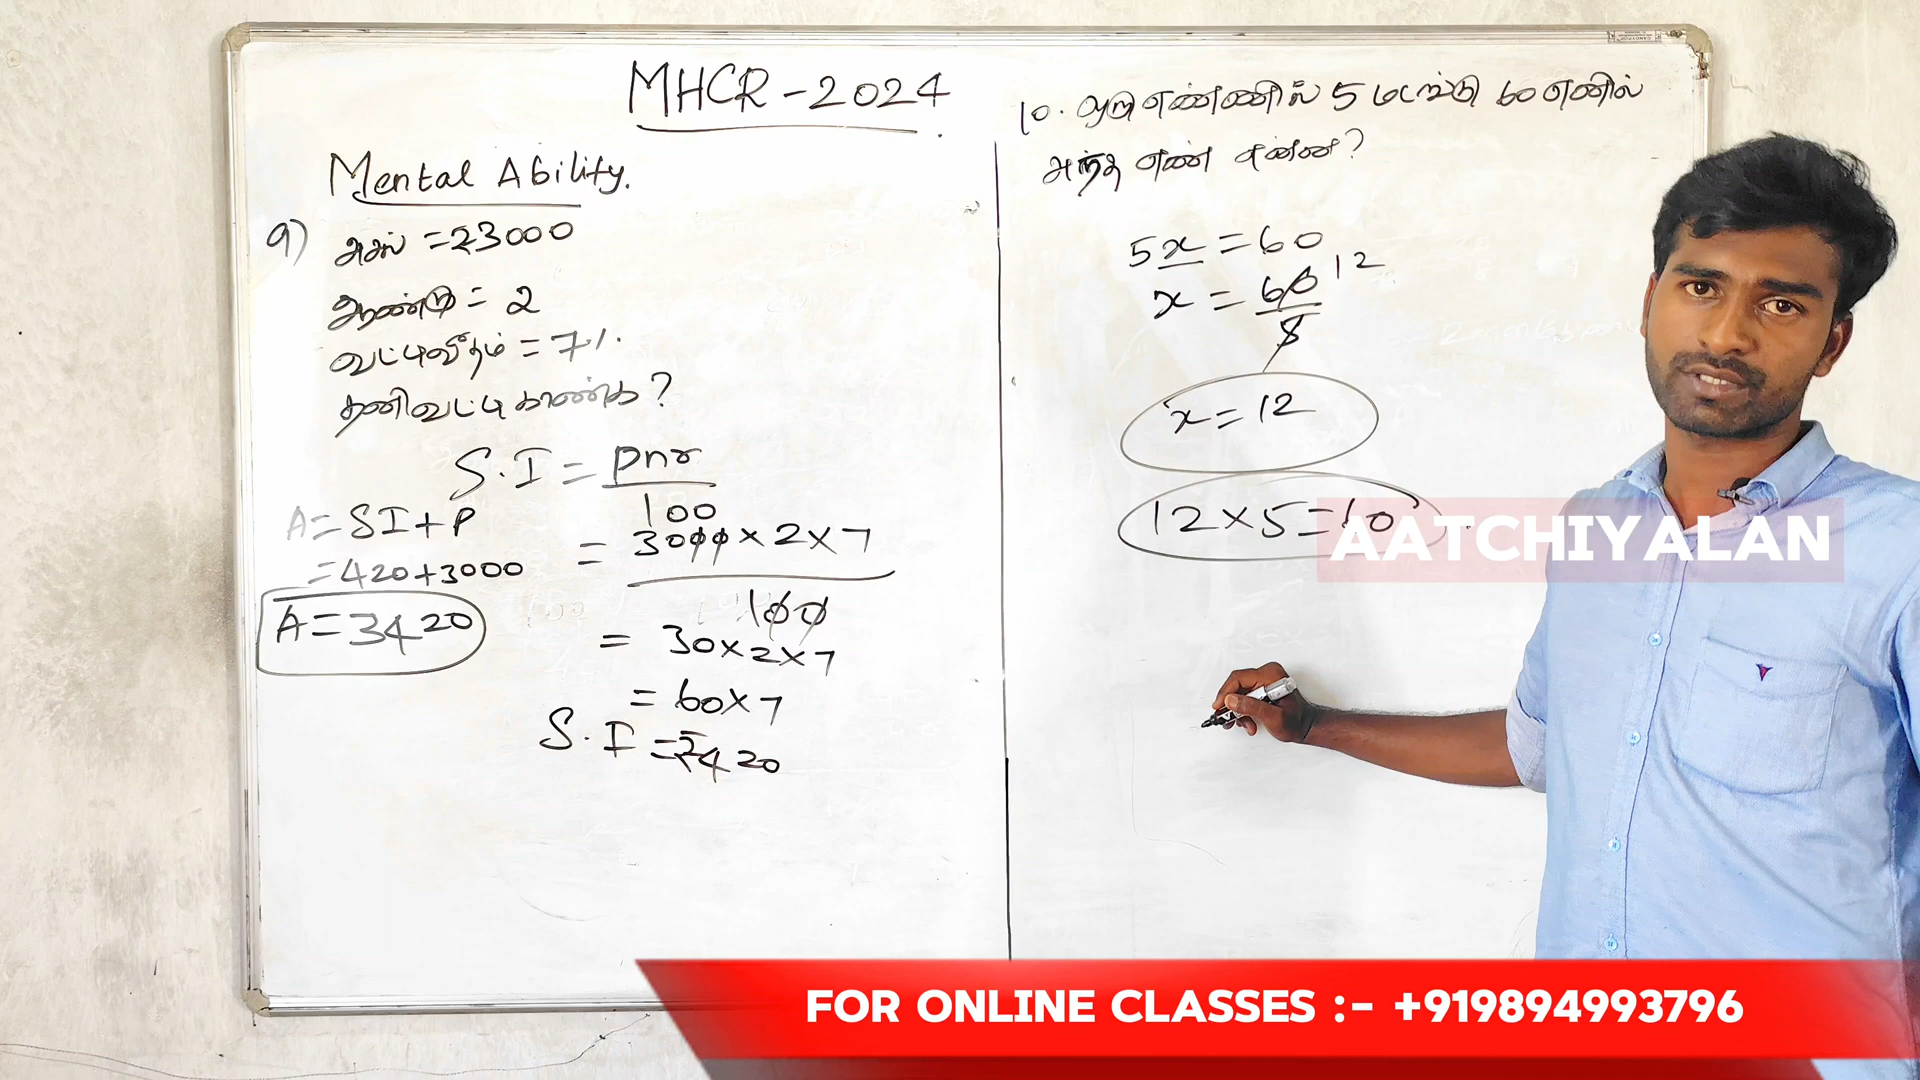 MHCR - 2024
Mental Ability.
9) அசல் = ₹3000
ஆண்டு = 2
வட்டிவீதம் = 7%.
தனிவட்டி காண்க?
S.I = pnr
100
= 3000 x 2 x 7
100
= 30 x 2 x 7
= 60 x 7
S.I = ₹420
A = SI + P
= 420 + 3000
A = 3420
10. ஒரு எண்ணில் 5 மடங்கு 60 எனில்
அந்த எண் என்ன?
5x = 60
x = 60 12
5
x = 12
12 x 5 = 60
AATCHIYALAN
FOR ONLINE CLASSES :- +919894993796